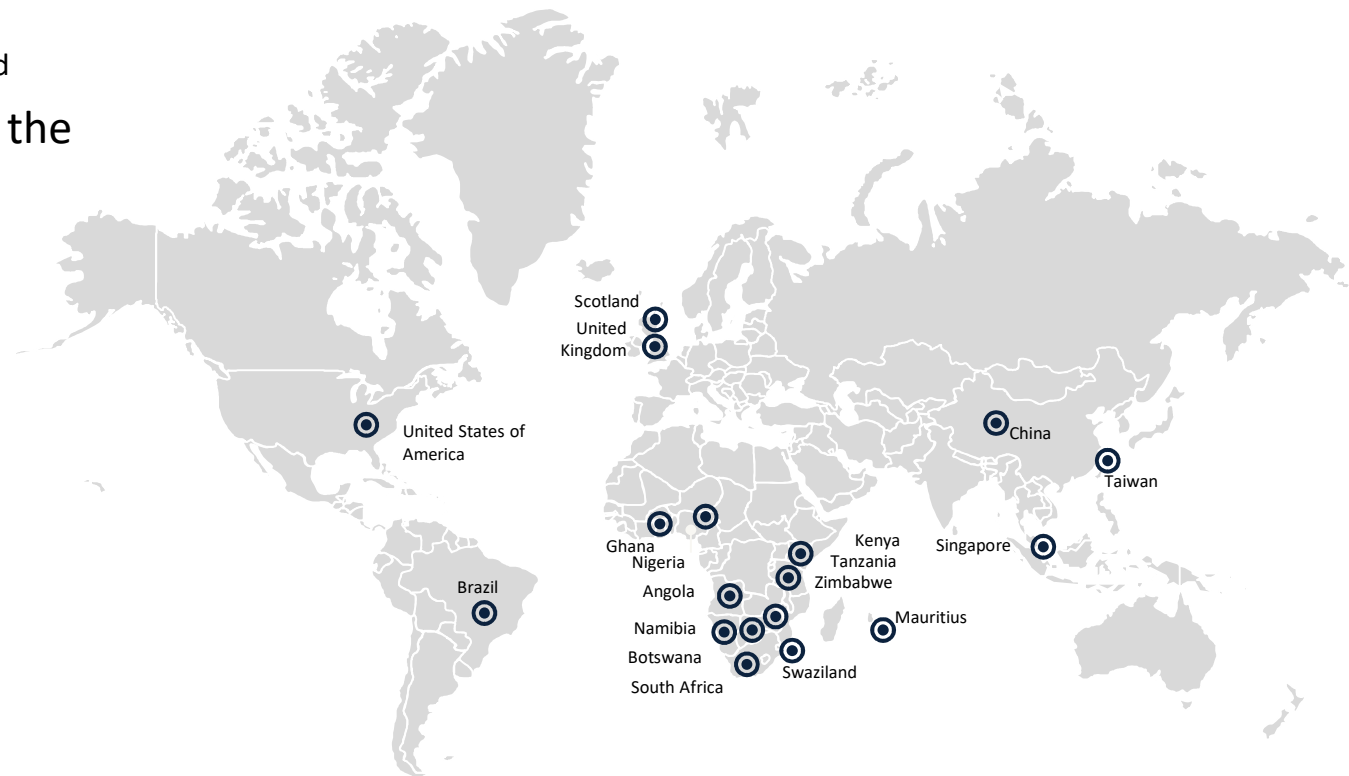 d
the
Scotland
United
Kingdom
United States of
America
China
Tawan
Ghana
Nigeria
Kenya
Tanzania
Zimbabwe
Singapore
Angola
Brazil
Namibia
Mauritius
Botswana
Swaziland
South Africa